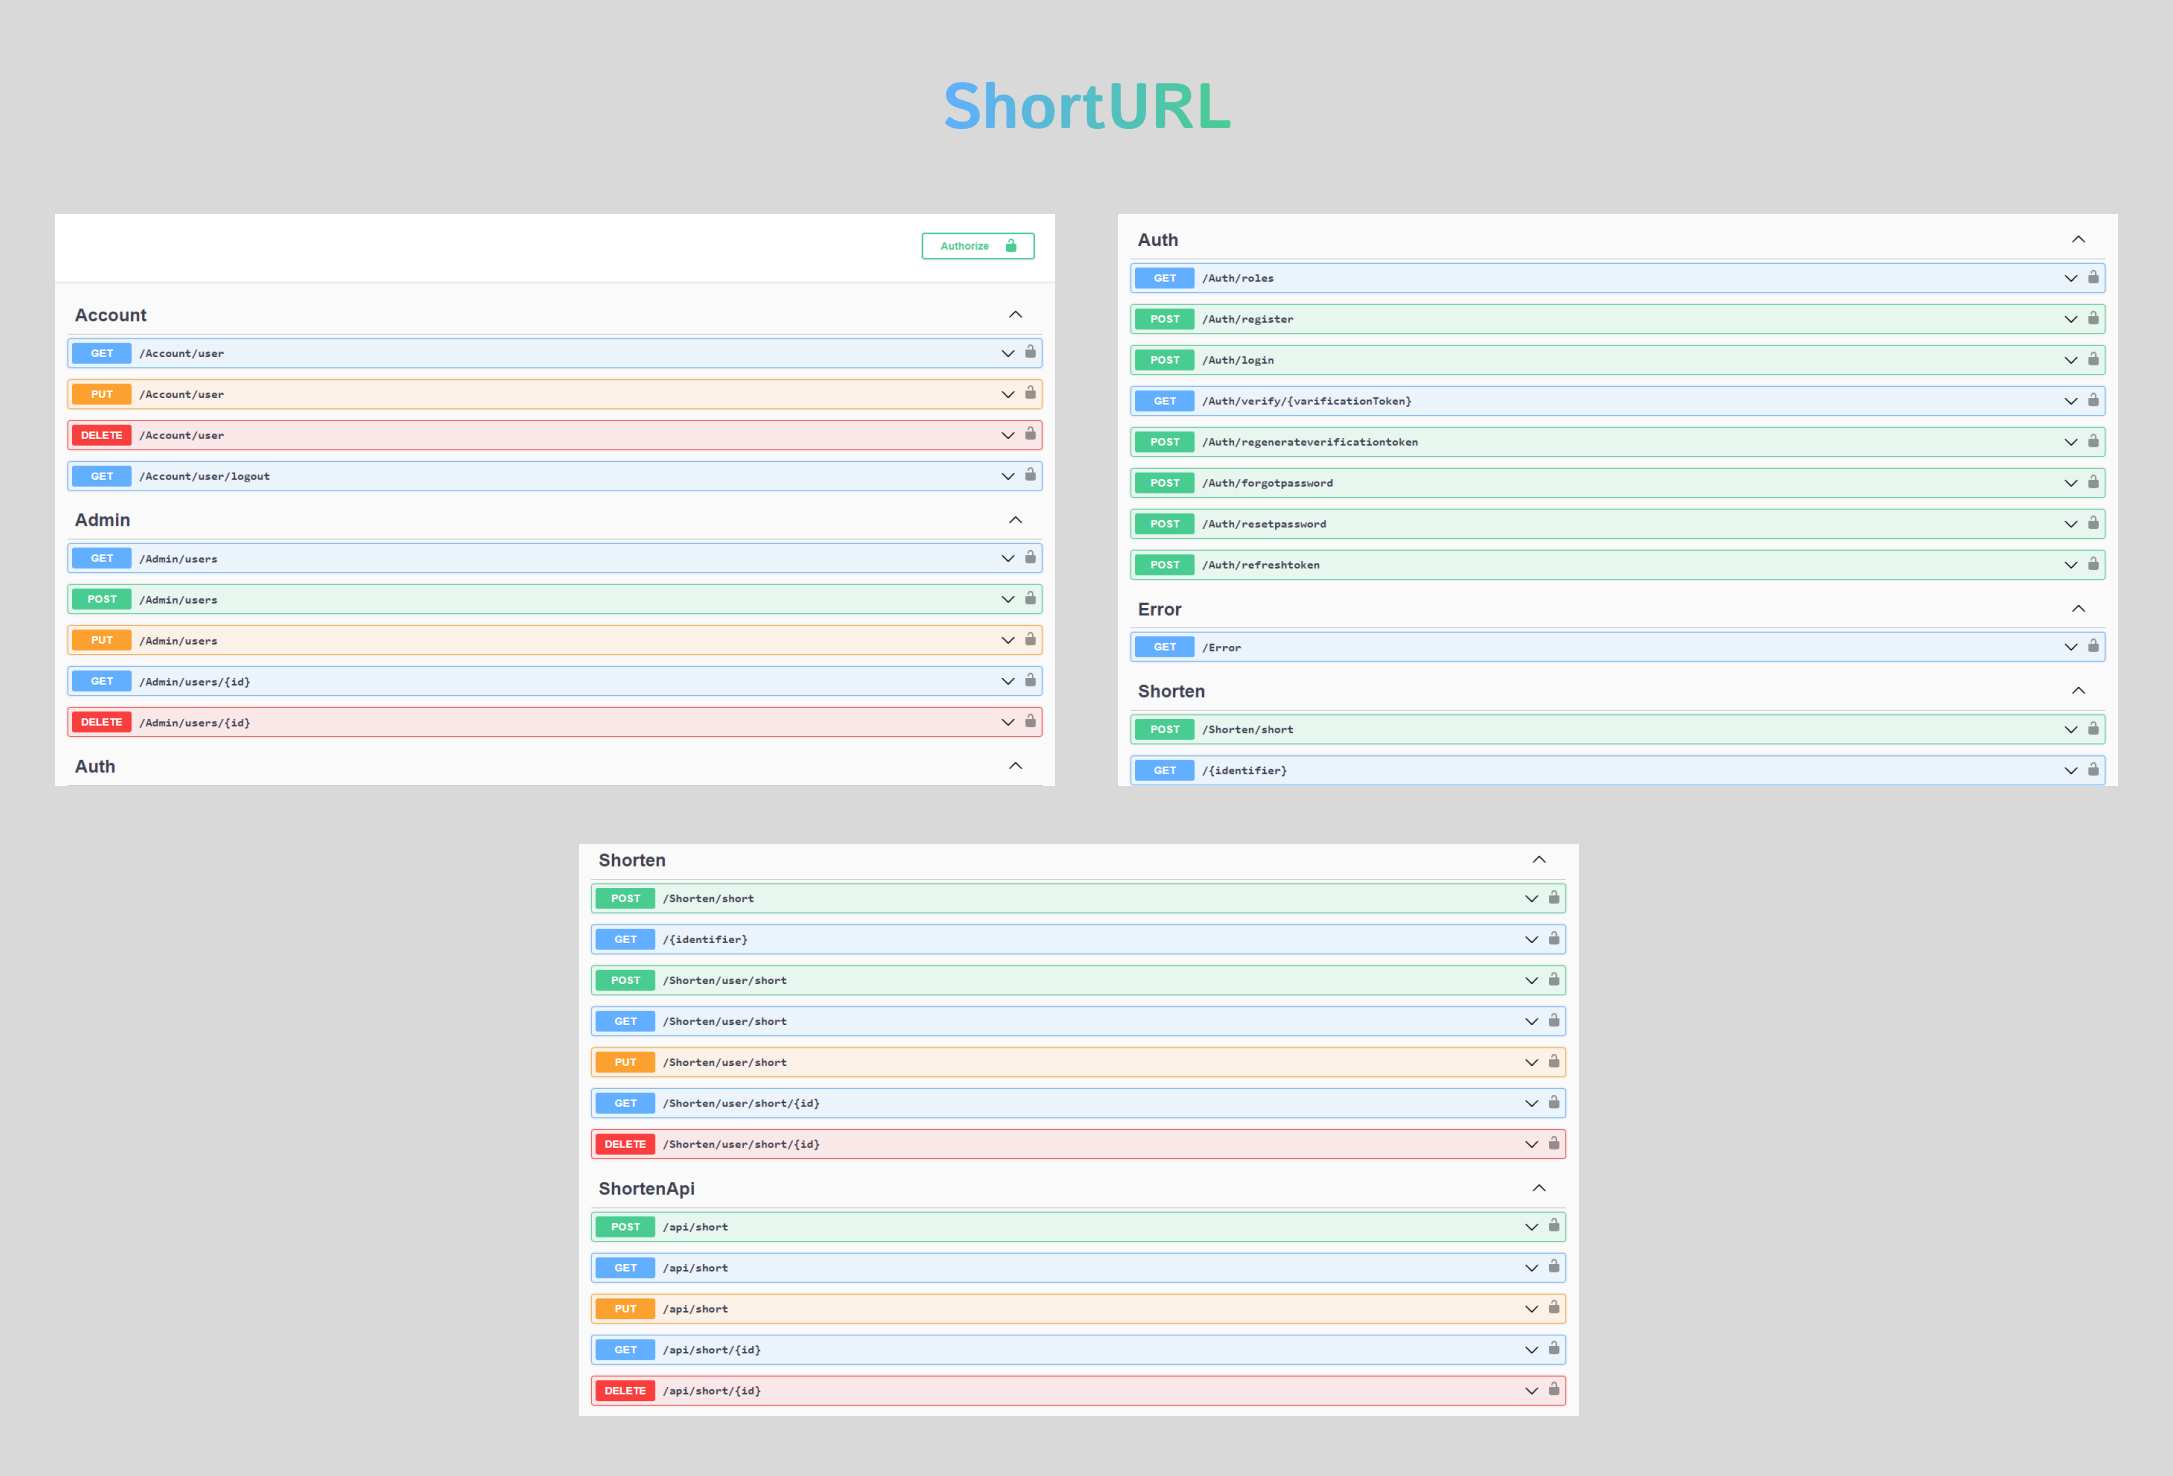 ShortURL
Authorize
Account
GET /Account/user
PUT /Account/user
DELETE /Account/user
GET /Account/user/logout
Admin
GET /Admin/users
POST /Admin/users
PUT /Admin/users
GET /Admin/users/{id}
DELETE /Admin/users/{id}
Auth
Auth
GET /Auth/roles
POST /Auth/register
POST /Auth/login
GET /Auth/verify/{varificationToken}
POST /Auth/regenerateverificationtoken
POST /Auth/forgotpassword
POST /Auth/resetpassword
POST /Auth/refreshtoken
Error
GET /Error
Shorten
POST /Shorten/short
GET /{identifier}
Shorten
POST /Shorten/short
GET /{identifier}
POST /Shorten/user/short
GET /Shorten/user/short
PUT /Shorten/user/short
GET /Shorten/user/short/{id}
DELETE /Shorten/user/short/{id}
ShortenApi
POST /api/short
GET /api/short
PUT /api/short
GET /api/short/{id}
DELETE /api/short/{id}